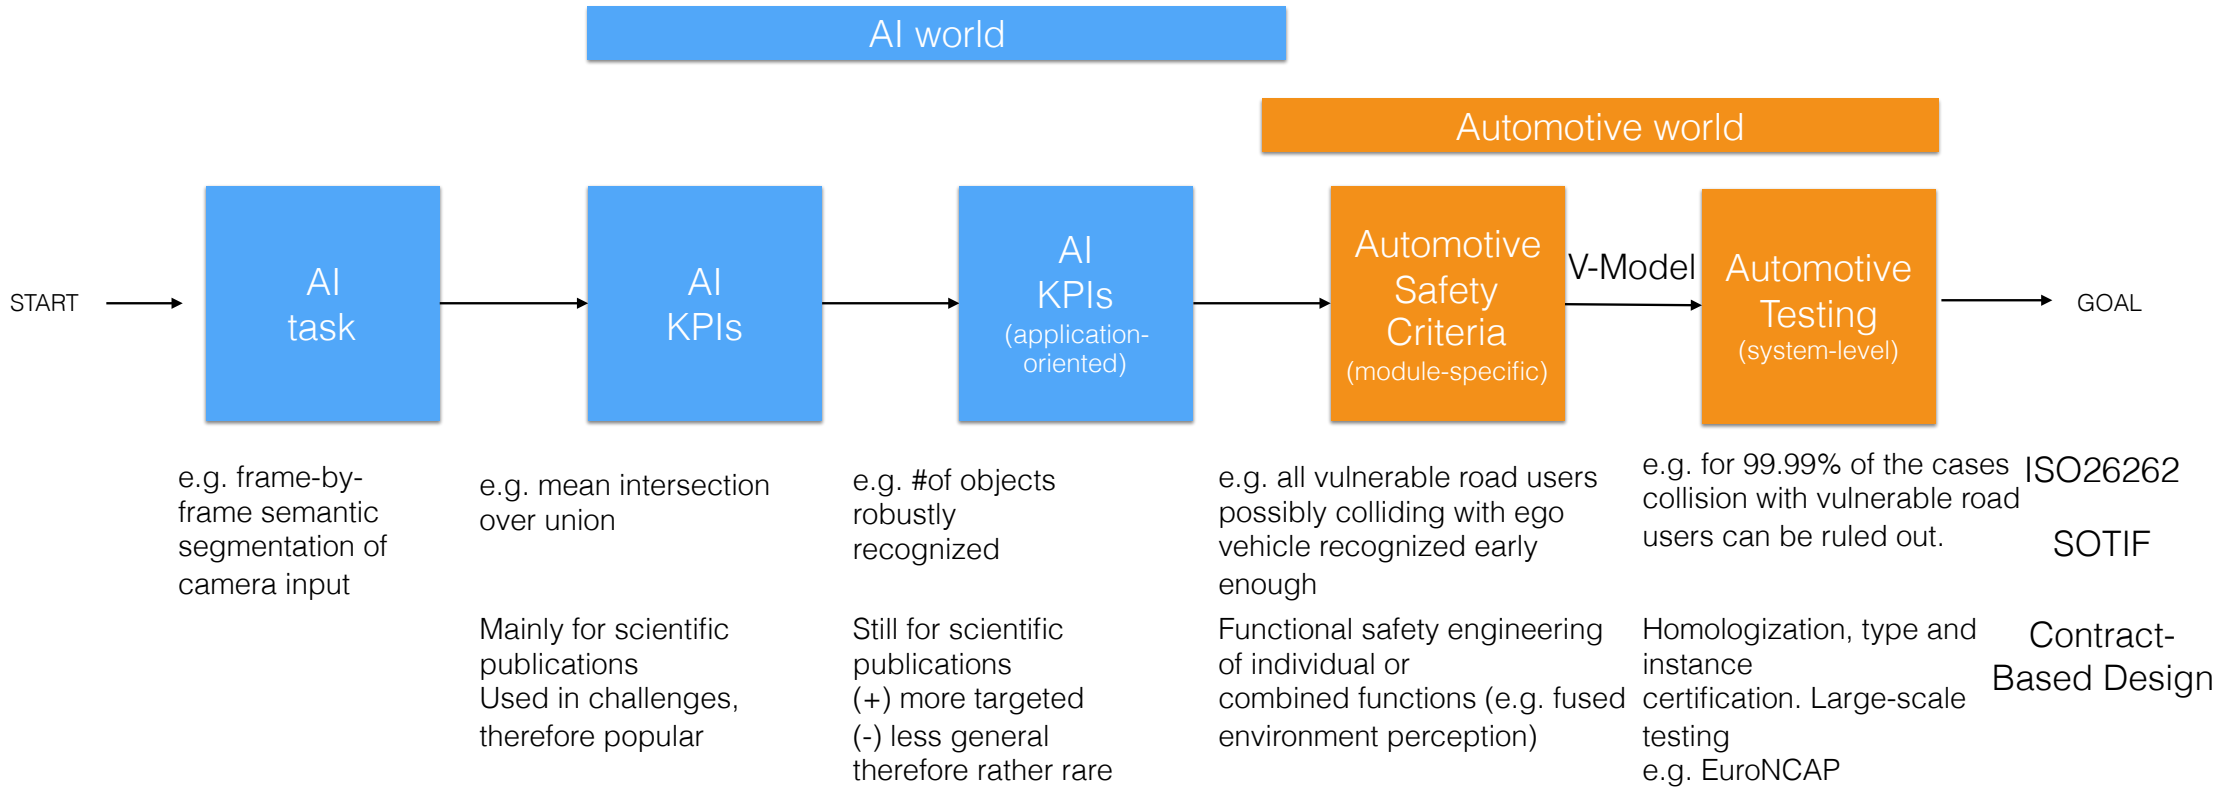 AI world
Automotive world
START
AI
task
AI
KPIs
AI
KPIs
(application-
oriented)
Automotive
Safety
Criteria
(module-specific)
V-Model
Automotive
Testing
(system-level)
GOAL
e.g. frame-by-
frame semantic
segmentation of
camera input
e.g. mean intersection
over union
Mainly for scientific
publications
Used in challenges,
therefore popular
e.g. #of objects
robustly
recognized
Still for scientific
publications
(+) more targeted
(-) less general
therefore rather rare
e.g. all vulnerable road users
possibly colliding with ego
vehicle recognized early
enough
Functional safety engineering
of individual or
combined functions (e.g. fused
environment perception)
e.g. for 99.99% of the cases
collision with vulnerable road
users can be ruled out.
Homologization, type and
instance
certification. Large-scale
testing
e.g. EuroNCAP
ISO26262
SOTIF
Contract-
Based Design